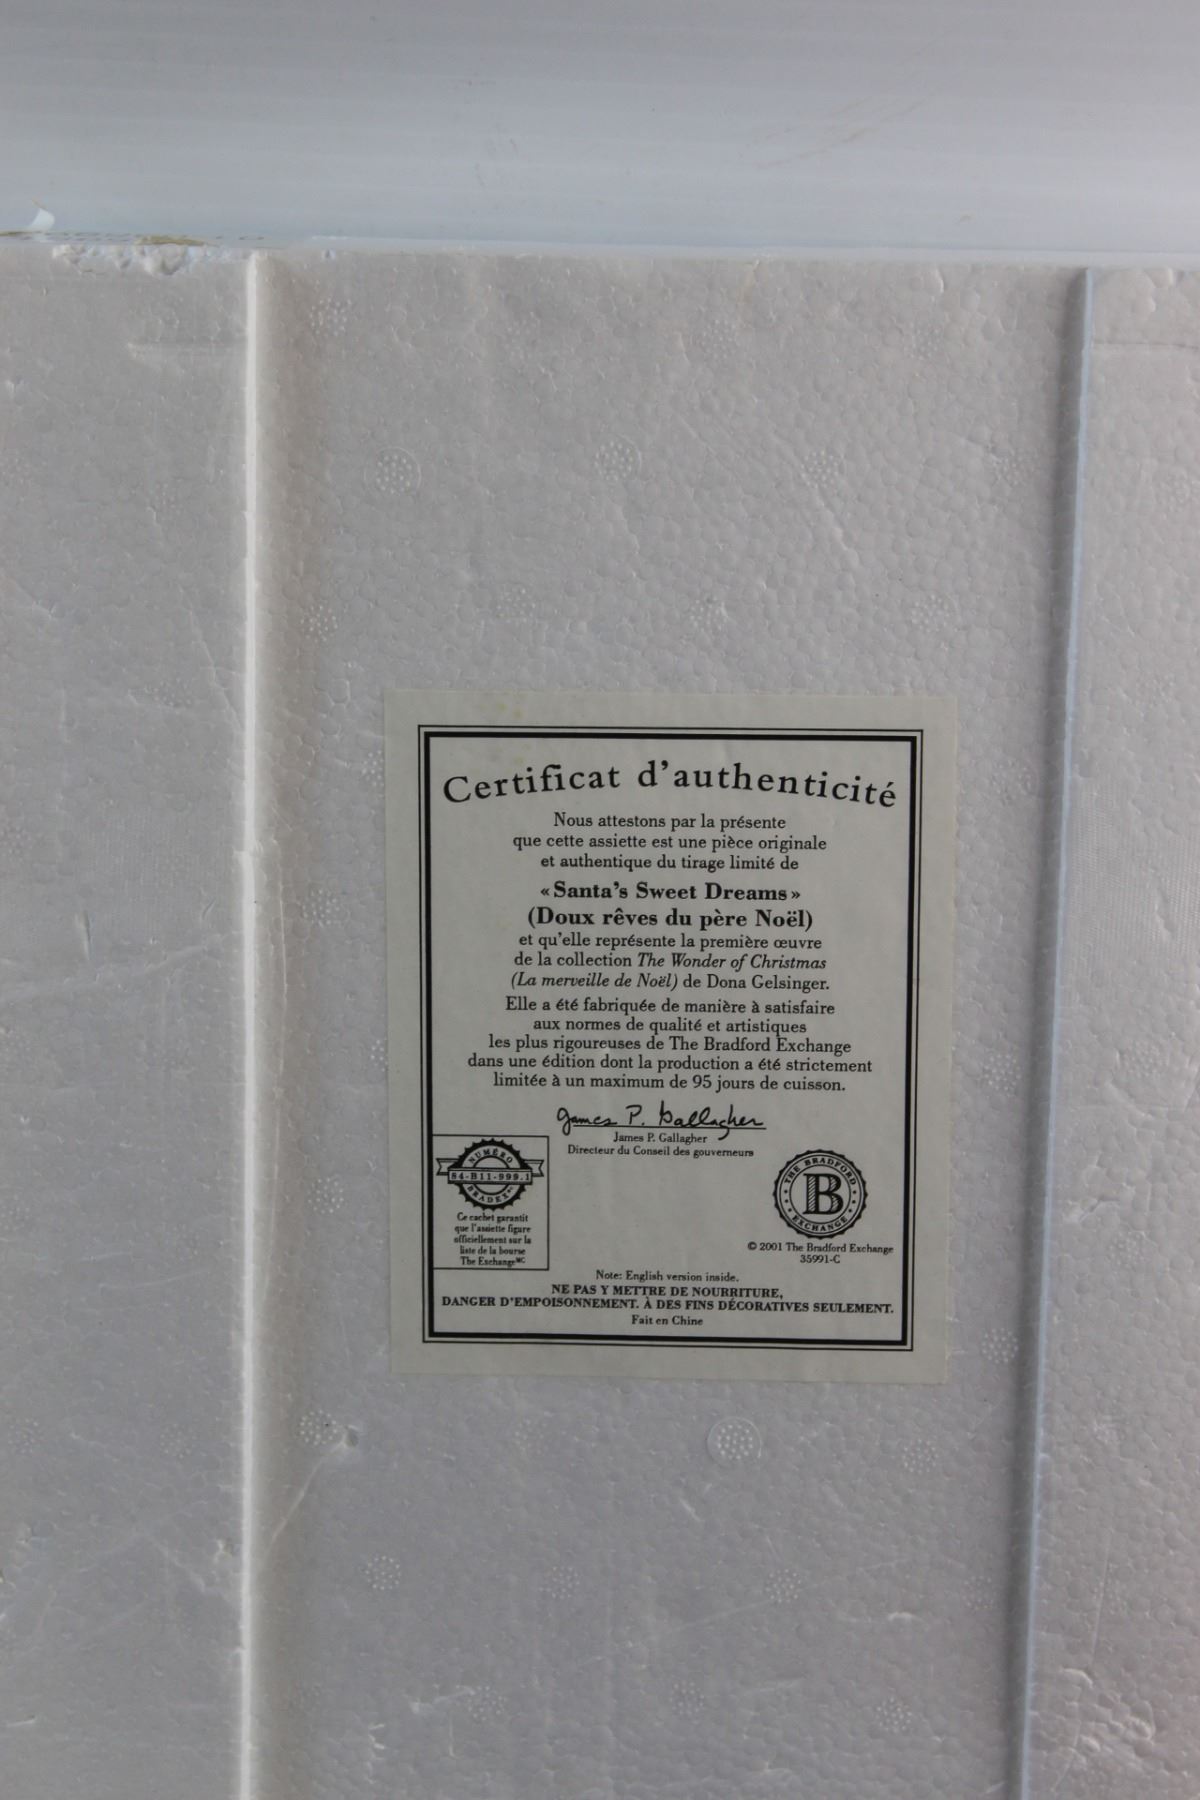 Certificat d'authenticité
Nous attestons par la présente
que cette assiette est une pièce originale
et authentique du tirage limité de
«Santa's Sweet Dreams»
(Doux rêves du père Noël)
et qu'elle représente la première œuvre
de la collection The Wonder of Christmas
(La merveille de Noël) de Dona Gelsinger.
Elle a été fabriquée de manière à satisfaire
aux normes de qualité et artistiques
les plus rigoureuses de The Bradford Exchange
dans une édition dont la production a été strictement
limitée à un maximum de 95 jours de cuisson.
James P. Gallagher
James P. Gallagher
Directeur du Conseil des gouverneurs
NUMÉRO
84-B11-999.1
BRADEX
Ce cachet garantit
que l'assiette figure
officiellement sur la
liste de la bourse
The Exchange MC
THE BRADFORD
B
EXCHANGE
© 2001 The Bradford Exchange
35991-C
Note: English version inside.
NE PAS Y METTRE DE NOURRITURE,
DANGER D'EMPOISONNEMENT. À DES FINS DÉCORATIVES SEULEMENT.
Fait en Chine